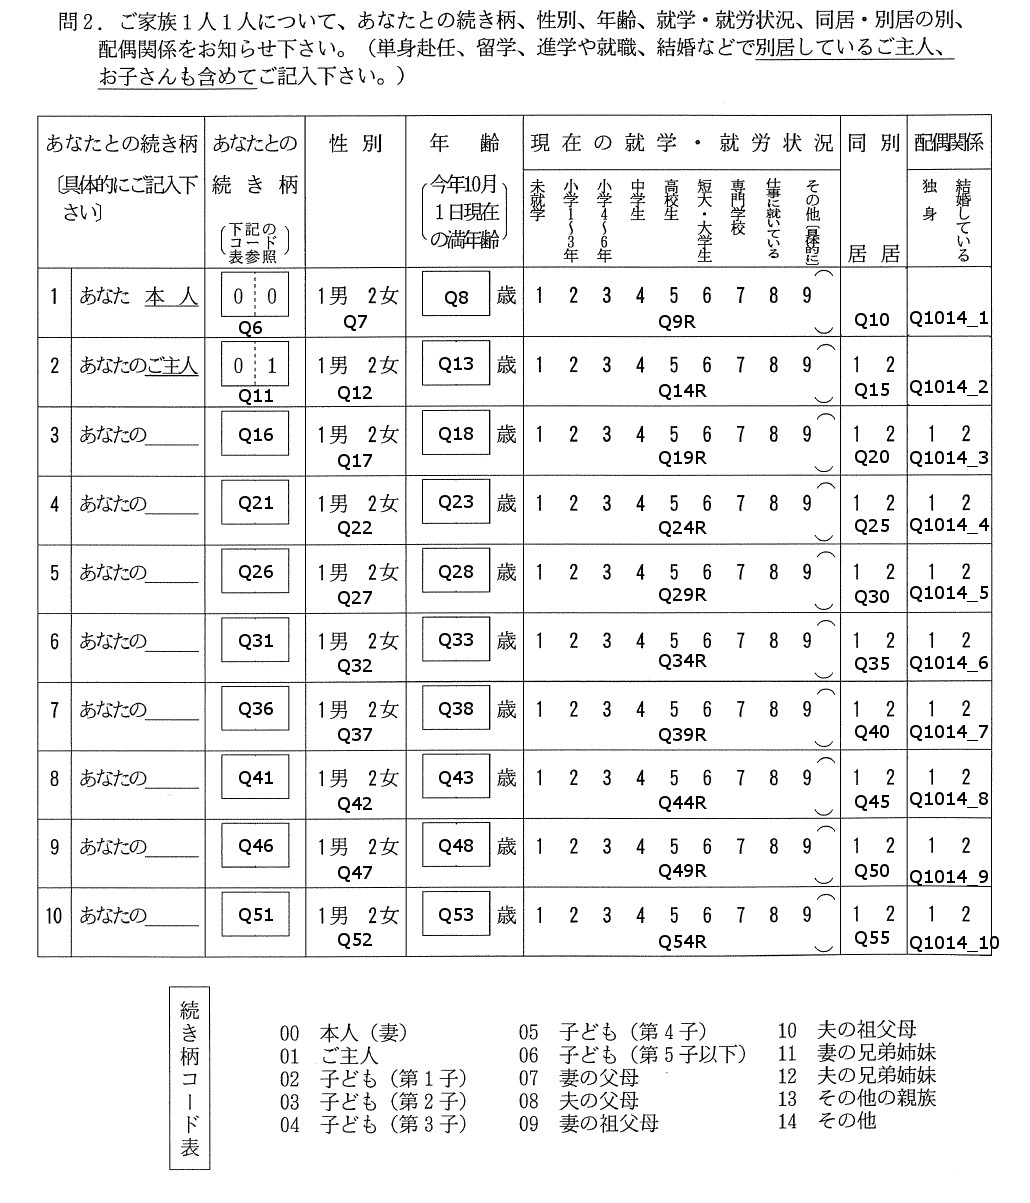 問２．ご家族１人１人について、あなたとの続き柄、性別、年齢、就学・就労状況、同居・別居の別、
配偶関係をお知らせ下さい。（単身赴任、留学、進学や就職、結婚などで別居しているご主人、
お子さんも含めてご記入下さい。）
あなたとの続き柄 あなたとの 性別 年齢 現在の就学・就労状況 同別 配偶関係
〔具体的にご記入下さい〕 続き柄 （下記のコード表参照） （今年10月１日現在の満年齢） 未就学 小学1～3年 小学4～6年 中学生 高校生 短大・大学生 専門学校 仕事に就いている その他〔具体的に〕 居居 独身 結婚している
1 あなた 本人 0 0 1男 2女 Q8 歳 1 2 3 4 5 6 7 8 9（ ）
Q6 Q7 Q9R Q10 Q1014_1
2 あなたのご主人 0 1 1男 2女 Q13 歳 1 2 3 4 5 6 7 8 9（ ） 1 2
Q11 Q12 Q14R Q15 Q1014_2
3 あなたの＿＿＿ Q16 1男 2女 Q18 歳 1 2 3 4 5 6 7 8 9（ ） 1 2 1 2
Q17 Q19R Q20 Q1014_3
4 あなたの＿＿＿ Q21 1男 2女 Q23 歳 1 2 3 4 5 6 7 8 9（ ） 1 2 1 2
Q22 Q24R Q25 Q1014_4
5 あなたの＿＿＿ Q26 1男 2女 Q28 歳 1 2 3 4 5 6 7 8 9（ ） 1 2 1 2
Q27 Q29R Q30 Q1014_5
6 あなたの＿＿＿ Q31 1男 2女 Q33 歳 1 2 3 4 5 6 7 8 9（ ） 1 2 1 2
Q32 Q34R Q35 Q1014_6
7 あなたの＿＿＿ Q36 1男 2女 Q38 歳 1 2 3 4 5 6 7 8 9（ ） 1 2 1 2
Q37 Q39R Q40 Q1014_7
8 あなたの＿＿＿ Q41 1男 2女 Q43 歳 1 2 3 4 5 6 7 8 9（ ） 1 2 1 2
Q42 Q44R Q45 Q1014_8
9 あなたの＿＿＿ Q46 1男 2女 Q48 歳 1 2 3 4 5 6 7 8 9（ ） 1 2 1 2
Q47 Q49R Q50 Q1014_9
10 あなたの＿＿＿ Q51 1男 2女 Q53 歳 1 2 3 4 5 6 7 8 9（ ） 1 2 1 2
Q52 Q54R Q55 Q1014_10
続き柄コード表
00 本人（妻） 05 子ども（第４子） 10 夫の祖父母
01 ご主人 06 子ども（第５子以下） 11 妻の兄弟姉妹
02 子ども（第１子） 07 妻の父母 12 夫の兄弟姉妹
03 子ども（第２子） 08 夫の父母 13 その他の親族
04 子ども（第３子） 09 妻の祖父母 14 その他